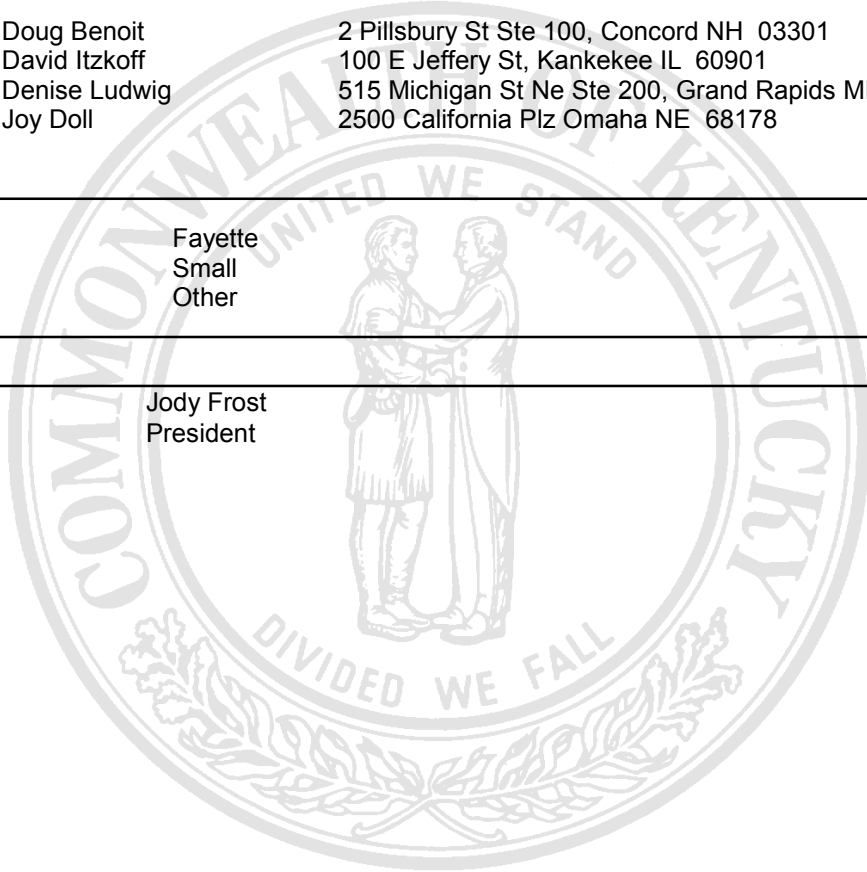 Doug Benoit 2 Pillsbury St Ste 100, Concord NH 03301
David Itzkoff 100 E Jeffery St, Kankekee IL 60901
Denise Ludwig 515 Michigan St Ne Ste 200, Grand Rapids MI
Joy Doll 2500 California Plz Omaha NE 68178
COMMONWEALTH OF KENTUCKY
UNITED WE STAND
Fayette
Small
Other
Jody Frost
President
DIVIDED WE FALL